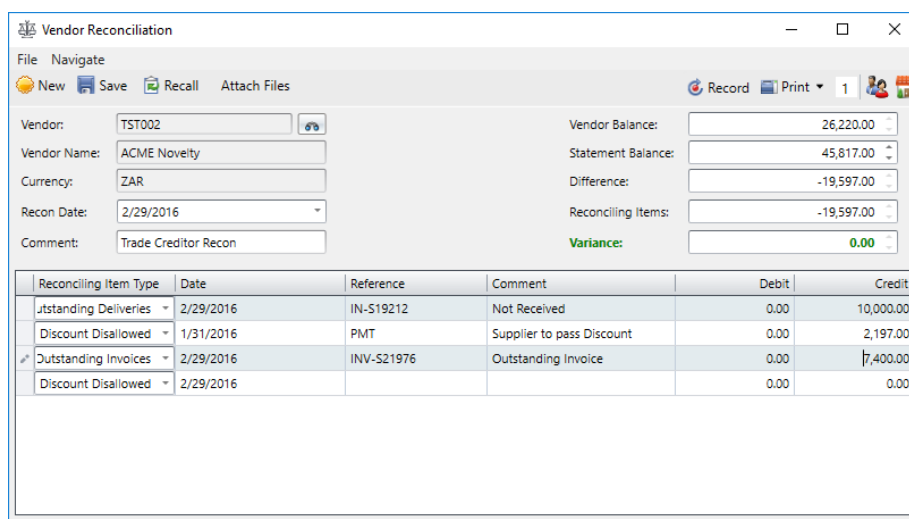 Vendor Reconciliation
File Navigate
New Save Recall Attach Files Record Print 1
Vendor: TST002 Vendor Balance: 26,220.00
Vendor Name: ACME Novelty Statement Balance: 45,817.00
Currency: ZAR Difference: -19,597.00
Recon Date: 2/29/2016 Reconciling Items: -19,597.00
Comment: Trade Creditor Recon Variance: 0.00
Reconciling Item Type Date Reference Comment Debit Credit
utstanding Deliveries 2/29/2016 IN-S19212 Not Received 0.00 10,000.00
Discount Disallowed 1/31/2016 PMT Supplier to pass Discount 0.00 2,197.00
Outstanding Invoices 2/29/2016 INV-S21976 Outstanding Invoice 0.00 7,400.00
Discount Disallowed 2/29/2016 0.00 0.00